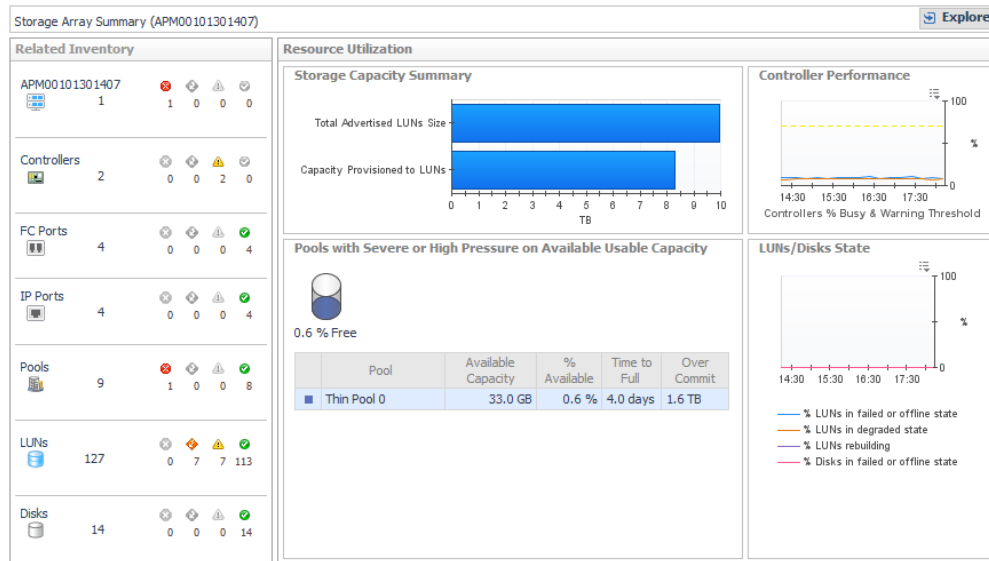 Storage Array Summary (APM00101301407)
Explore
Related Inventory
APM00101301407
1
1 0 0 0
Controllers
2
0 0 2 0
FC Ports
4
0 0 0 4
IP Ports
4
0 0 0 4
Pools
9
1 0 0 8
LUNs
127
0 7 7 113
Disks
14
0 0 0 14
Resource Utilization
Storage Capacity Summary
Total Advertised LUNs Size
Capacity Provisioned to LUNs
0 1 2 3 4 5 6 7 8 9 10
TB
Controller Performance
100
%
0
14:30 15:30 16:30 17:30
Controllers % Busy & Warning Threshold
Pools with Severe or High Pressure on Available Usable Capacity
0.6 % Free
Pool Available Capacity % Available Time to Full Over Commit
Thin Pool 0 33.0 GB 0.6 % 4.0 days 1.6 TB
LUNs/Disks State
100
%
0
14:30 15:30 16:30 17:30
% LUNs in failed or offline state
% LUNs in degraded state
% LUNs rebuilding
% Disks in failed or offline state